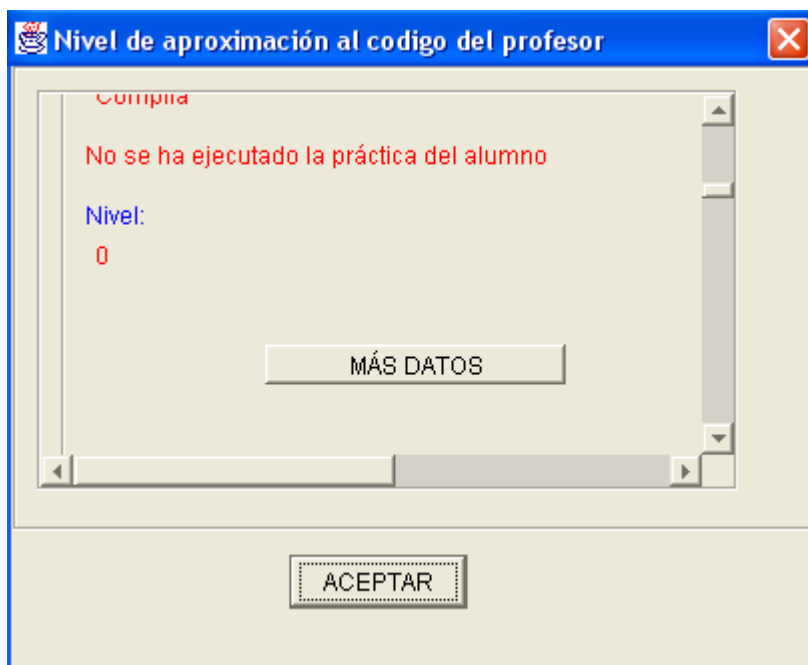 Nivel de aproximación al codigo del profesor
Compila
No se ha ejecutado la práctica del alumno
Nivel:
0
MÁS DATOS
ACEPTAR